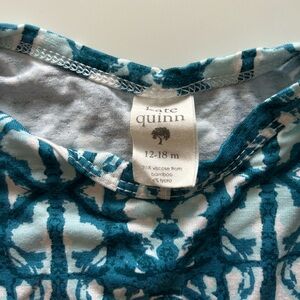 kate
quinn
12-18 m
viscose from
bamboo